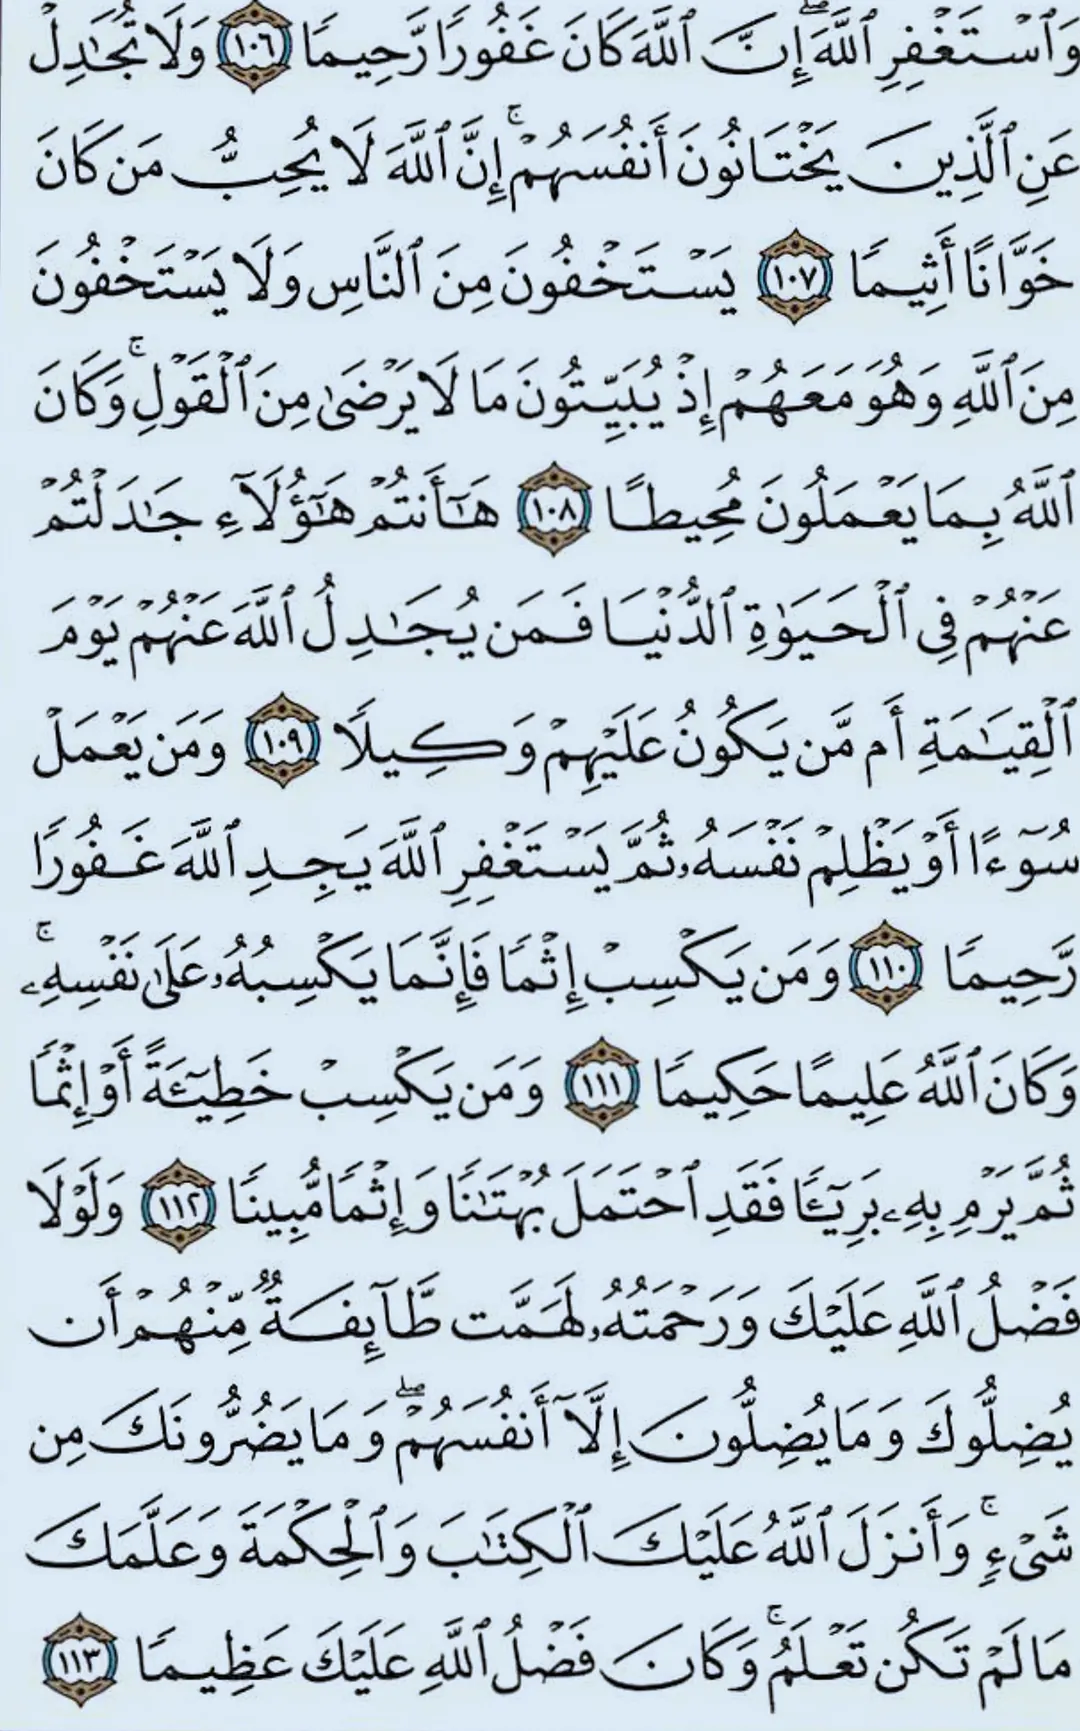 وَٱسۡتَغۡفِرِ ٱللَّهَۖ إِنَّ ٱللَّهَ كَانَ غَفُورٗا رَّحِيمٗا ١٠٦ وَلَا تُجَٰدِلۡ
عَنِ ٱلَّذِينَ يَخۡتَانُونَ أَنفُسَهُمۡۚ إِنَّ ٱللَّهَ لَا يُحِبُّ مَن كَانَ
خَوَّانًا أَثِيمٗا ١٠٧ يَسۡتَخۡفُونَ مِنَ ٱلنَّاسِ وَلَا يَسۡتَخۡفُونَ
مِنَ ٱللَّهِ وَهُوَ مَعَهُمۡ إِذۡ يُبَيِّتُونَ مَا لَا يَرۡضَىٰ مِنَ ٱلۡقَوۡلِۚ وَكَانَ
ٱللَّهُ بِمَا يَعۡمَلُونَ مُحِيطًا ١٠٨ هَٰٓأَنتُمۡ هَٰٓؤُلَآءِ جَٰدَلۡتُمۡ
عَنۡهُمۡ فِي ٱلۡحَيَوٰةِ ٱلدُّنۡيَا فَمَن يُجَٰدِلُ ٱللَّهَ عَنۡهُمۡ يَوۡمَ
ٱلۡقِيَٰمَةِ أَم مَّن يَكُونُ عَلَيۡهِمۡ وَكِيلٗا ١٠٩ وَمَن يَعۡمَلۡ
سُوٓءًا أَوۡ يَظۡلِمۡ نَفۡسَهُۥ ثُمَّ يَسۡتَغۡفِرِ ٱللَّهَ يَجِدِ ٱللَّهَ غَفُورٗا
رَّحِيمٗا ١١٠ وَمَن يَكۡسِبۡ إِثۡمٗا فَإِنَّمَا يَكۡسِبُهُۥ عَلَىٰ نَفۡسِهِۦۚ
وَكَانَ ٱللَّهُ عَلِيمًا حَكِيمٗا ١١١ وَمَن يَكۡسِبۡ خَطِيٓـَٔةً أَوۡ إِثۡمٗا
ثُمَّ يَرۡمِ بِهِۦ بَرِيٓـٔٗا فَقَدِ ٱحۡتَمَلَ بُهۡتَٰنٗا وَإِثۡمٗا مُّبِينٗا ١١٢ وَلَوۡلَا
فَضۡلُ ٱللَّهِ عَلَيۡكَ وَرَحۡمَتُهُۥ لَهَمَّت طَّآئِفَةٞ مِّنۡهُمۡ أَن
يُضِلُّوكَ وَمَا يُضِلُّونَ إِلَّآ أَنفُسَهُمۡۖ وَمَا يَضُرُّونَكَ مِن
شَيۡءٖۚ وَأَنزَلَ ٱللَّهُ عَلَيۡكَ ٱلۡكِتَٰبَ وَٱلۡحِكۡمَةَ وَعَلَّمَكَ
مَا لَمۡ تَكُن تَعۡلَمُۚ وَكَانَ فَضۡلُ ٱللَّهِ عَلَيۡكَ عَظِيمٗا ١١٣